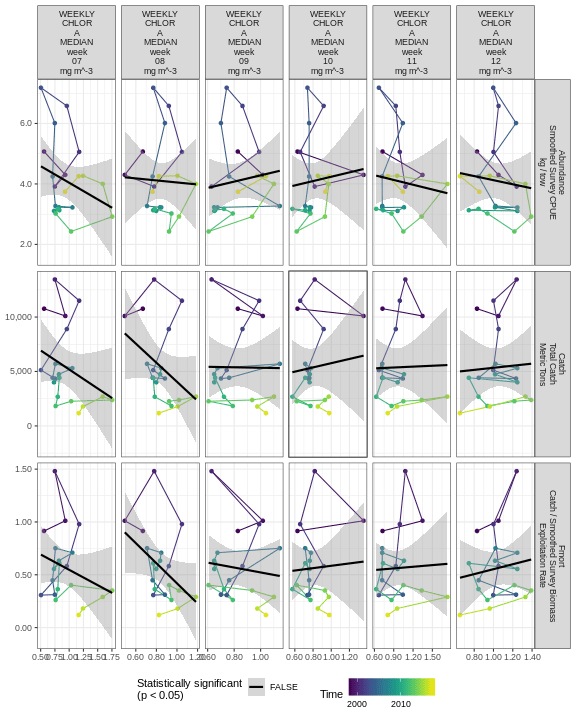 WEEKLY WEEKLY WEEKLY WEEKLY WEEKLY WEEKLY
CHLOR CHLOR CHLOR CHLOR CHLOR CHLOR
A A A A A A
MEDIAN MEDIAN MEDIAN MEDIAN MEDIAN MEDIAN
week week week week week week
07 08 09 10 11 12
mg m^-3 mg m^-3 mg m^-3 mg m^-3 mg m^-3 mg m^-3
6.0
4.0
2.0
Abundance
Smoothed Survey CPUE
kg / tow
10,000
5,000
0
Catch
Total Catch
Metric Tons
1.50
1.00
0.50
0.00
Fmort
Catch / Smoothed Survey Biomass
Exploitation Rate
0.50 0.75 1.00 1.25 1.50 1.75 0.60 0.80 1.00 1.20 0.60 0.80 1.00 0.60 0.80 1.00 1.20 0.60 0.90 1.20 1.50 0.80 1.00 1.20 1.40
Statistically significant
(p < 0.05)
FALSE
Time
2000 2010